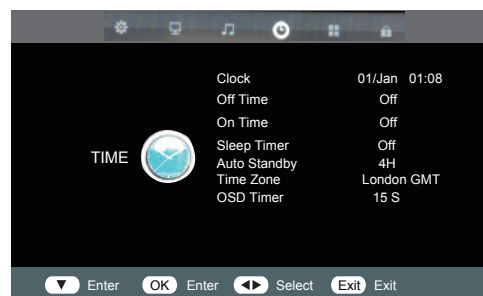 Clock 01/Jan 01:08
Off Time Off
On Time Off
Sleep Timer Off
TIME
Auto Standby 4H
Time Zone London GMT
OSD Timer 15 S
Enter OK Enter Select Exit Exit